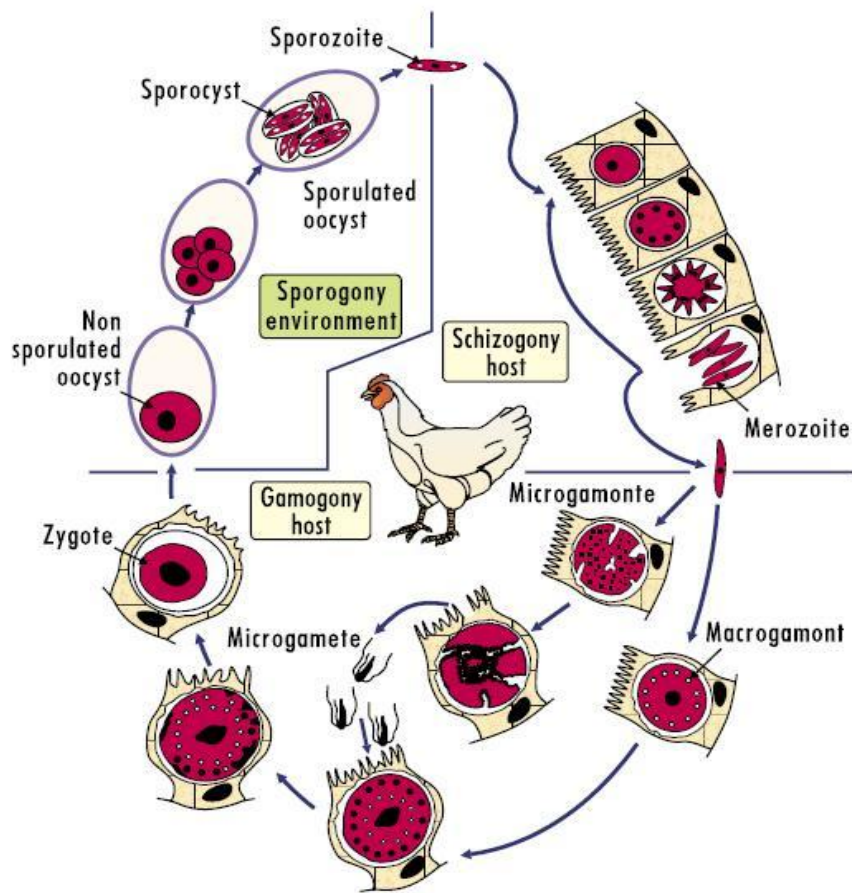 Sporozoite
Sporocyst
Sporulated
oocyst
Sporogony
environment
Non
sporulated
oocyst
Schizogony
host
Merozoite
Gamogony
host
Microgamonte
Zygote
Microgamete
Macrogamont